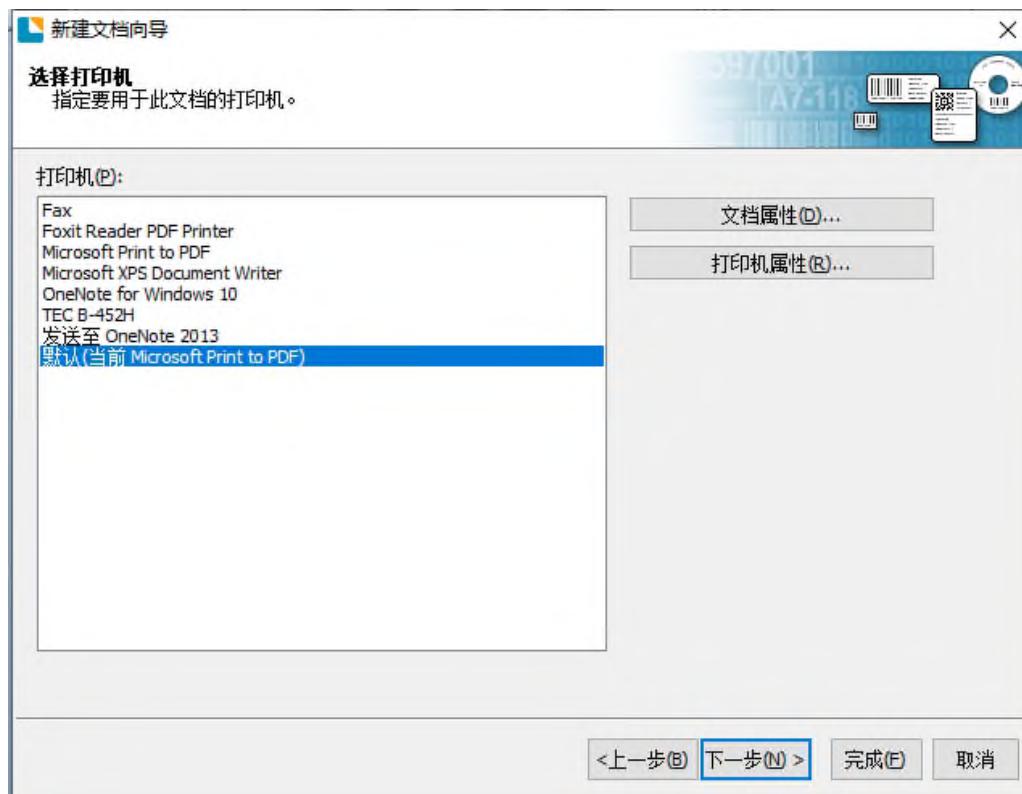 新建文档向导
选择打印机
指定要用于此文档的打印机。
597001
A7-118
打印机(P):
Fax
Foxit Reader PDF Printer
Microsoft Print to PDF
Microsoft XPS Document Writer
OneNote for Windows 10
TEC B-452H
发送至 OneNote 2013
默认(当前 Microsoft Print to PDF)
文档属性(D)...
打印机属性(R)...
<上一步(B)
下一步(N) >
完成(F)
取消